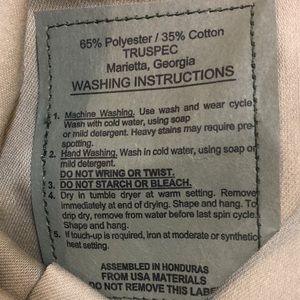 65% Polyester / 35% Cotton
TRUSPEC
Marietta, Georgia
WASHING INSTRUCTIONS
1. Machine Washing. Use wash and wear cycle
Wash with cold water, using soap
or mild detergent. Heavy stains may require pre
spotting.
2. Hand Washing, Wash in cold water, using soap or
mild detergent.
DO NOT WRING OR TWIST.
3. DO NOT STARCH OR BLEACH.
4. Dry in tumble dryer at warm setting. Remove
immediately at end of drying. Shape and hang. To
drip dry, remove from water before last spin cycle.
Shape and hang.
5. If touch-up is required, iron at moderate or synthetic
heat setting.
ASSEMBLED IN HONDURAS
FROM USA MATERIALS
DO NOT REMOVE THIS LABEL